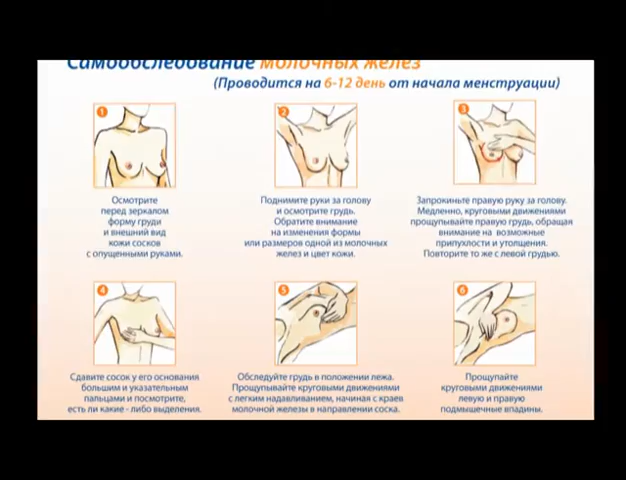 Самообследование молочных желез
(Проводится на 6-12 день от начала менструации)
1
Осмотрите
перед зеркалом
форму груди
и внешний вид
кожи сосков
с опущенными руками.
2
Поднимите руки за голову
и осмотрите грудь.
Обратите внимание
на изменения формы
или размеров одной из молочных
желез и цвет кожи.
3
Запрокиньте правую руку за голову.
Медленно, круговыми движениями
прощупывайте правую грудь, обращая
внимание на возможные
припухлости и утолщения.
Повторите то же с левой грудью.
4
Сдавите сосок у его основания
большим и указательным
пальцами и посмотрите,
есть ли какие - либо выделения.
5
Обследуйте грудь в положении лежа.
Прощупывайте круговыми движениями
с легким надавливанием, начиная с краев
молочной железы в направлении соска.
6
Прощупайте
круговыми движениями
левую и правую
подмышечные впадины.